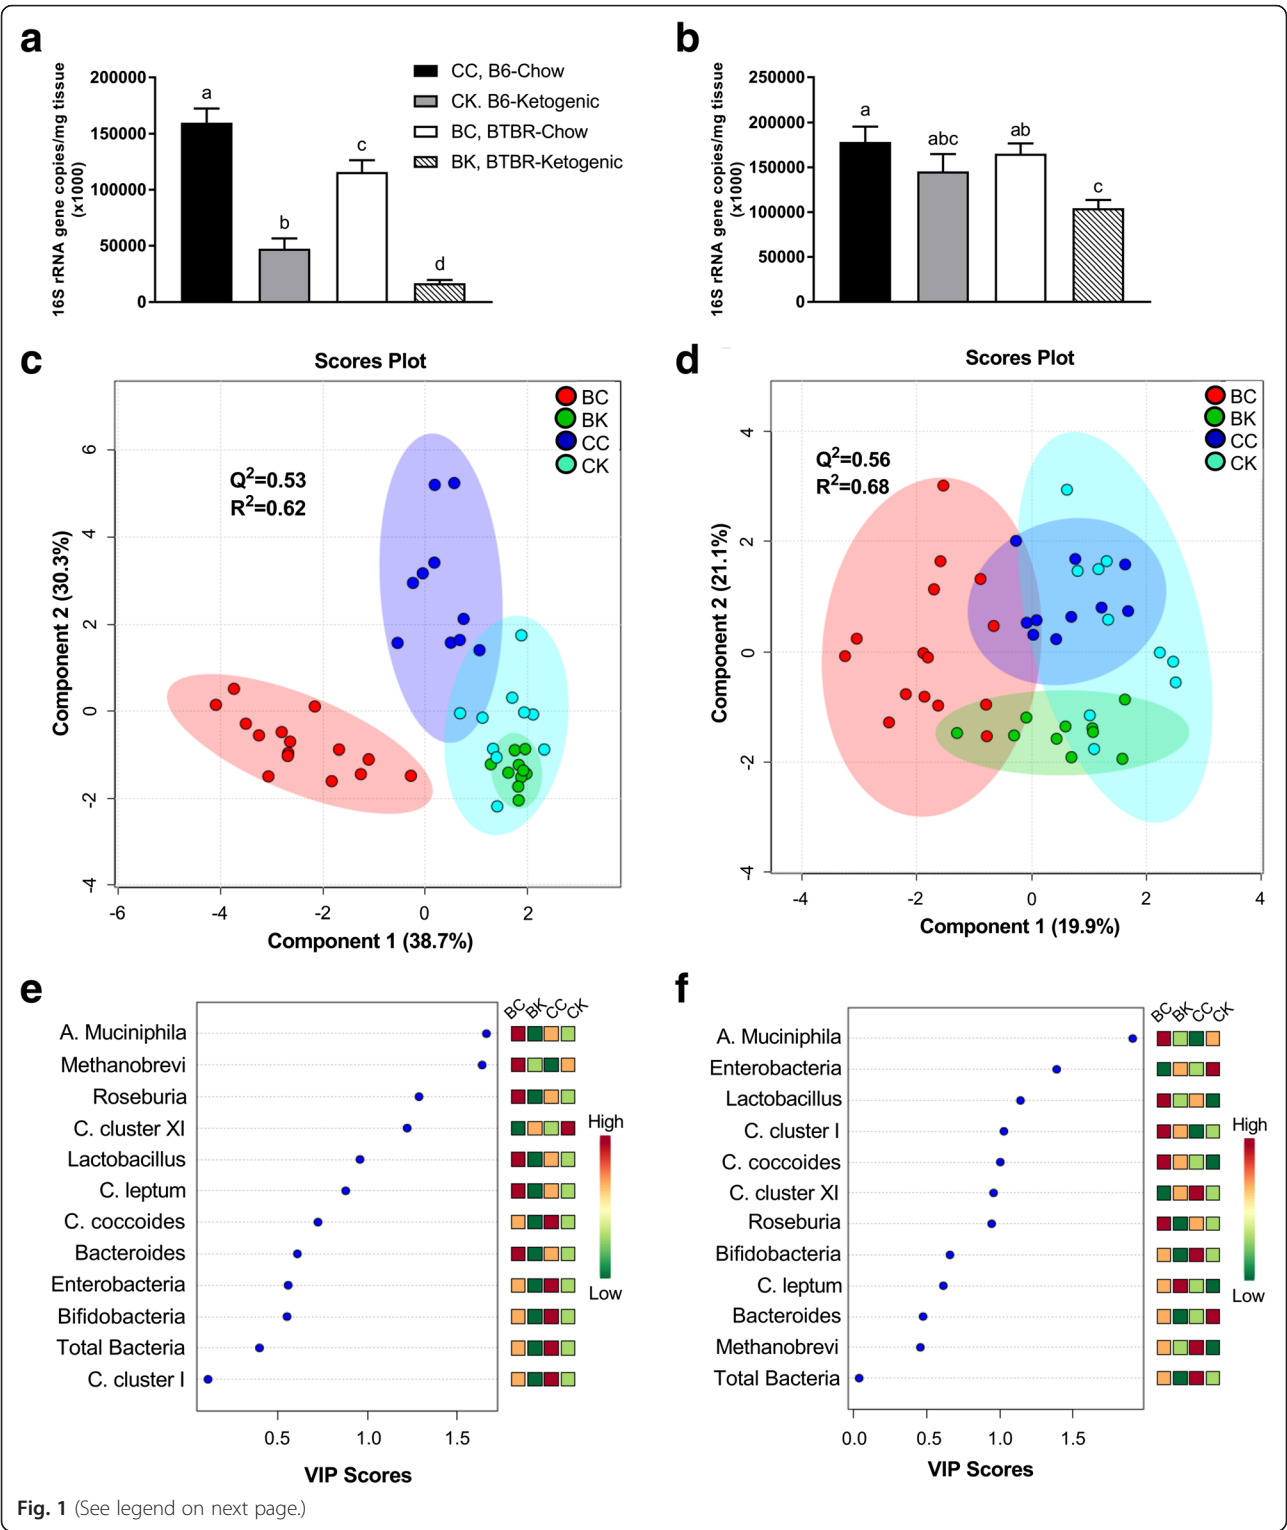 a
b
16S rRNA gene copies/mg tissue
(x1000)
200000
150000
100000
50000
0
a
b
c
d
CC, B6-Chow
CK. B6-Ketogenic
BC, BTBR-Chow
BK, BTBR-Ketogenic
16S rRNA gene copies/mg tissue
(x1000)
250000
200000
150000
100000
50000
0
a
abc
ab
c
c
Scores Plot
BC
BK
CC
CK
Q2=0.53
R2=0.62
Component 2 (30.3%)
6
4
2
0
-2
-4
-6
-4
-2
0
2
Component 1 (38.7%)
d
Scores Plot
BC
BK
CC
CK
Q2=0.56
R2=0.68
Component 2 (21.1%)
4
2
0
-2
-4
-4
-2
0
2
4
Component 1 (19.9%)
e
BC BK CC CK
A. Muciniphila
Methanobrevi
Roseburia
C. cluster XI
Lactobacillus
C. leptum
C. coccoides
Bacteroides
Enterobacteria
Bifidobacteria
Total Bacteria
C. cluster I
High
Low
0.5 1.0 1.5
VIP Scores
f
BC BK CC CK
A. Muciniphila
Enterobacteria
Lactobacillus
C. cluster I
C. coccoides
C. cluster XI
Roseburia
Bifidobacteria
C. leptum
Bacteroides
Methanobrevi
Total Bacteria
High
Low
0.0 0.5 1.0 1.5
VIP Scores
Fig. 1 (See legend on next page.)